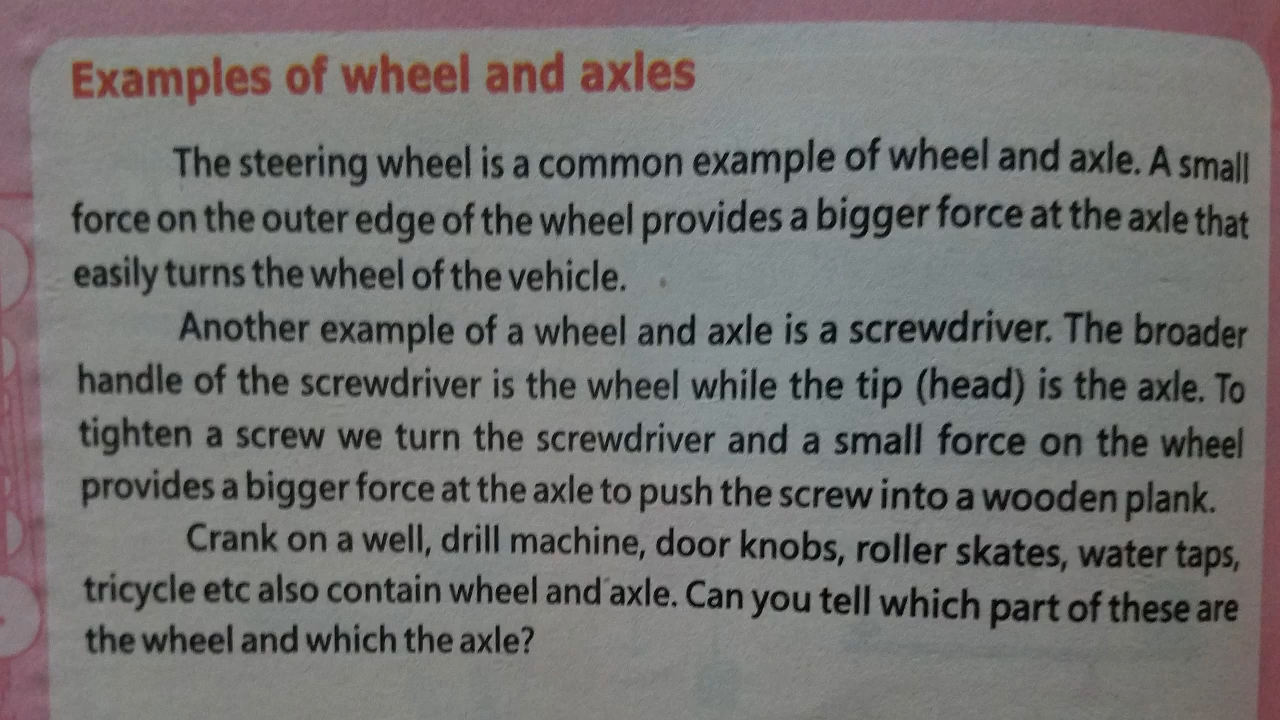 Examples of wheel and axles
The steering wheel is a common example of wheel and axle. A small
force on the outer edge of the wheel provides a bigger force at the axle that
easily turns the wheel of the vehicle.
Another example of a wheel and axle is a screwdriver. The broader
handle of the screwdriver is the wheel while the tip (head) is the axle. To
tighten a screw we turn the screwdriver and a small force on the wheel
provides a bigger force at the axle to push the screw into a wooden plank.
Crank on a well, drill machine, door knobs, roller skates, water taps,
tricycle etc also contain wheel and axle. Can you tell which part of these are
the wheel and which the axle?